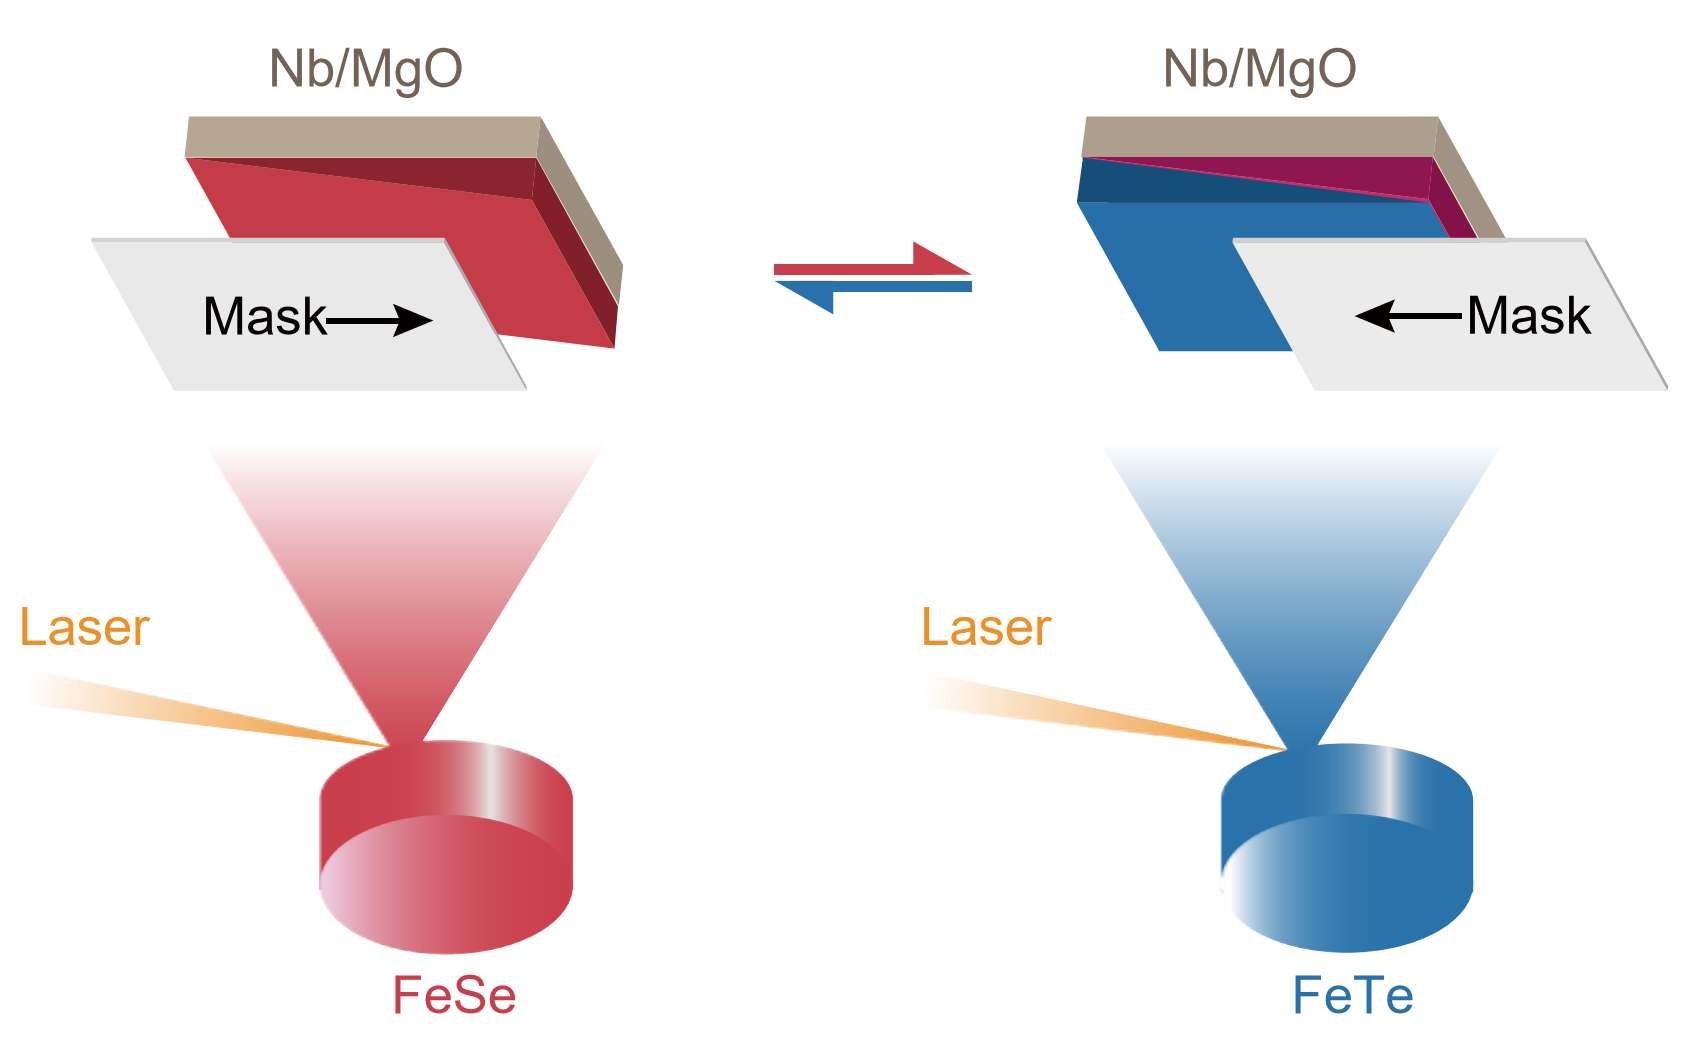 Nb/MgO
Nb/MgO
Mask
Mask
Laser
Laser
FeSe
FeTe